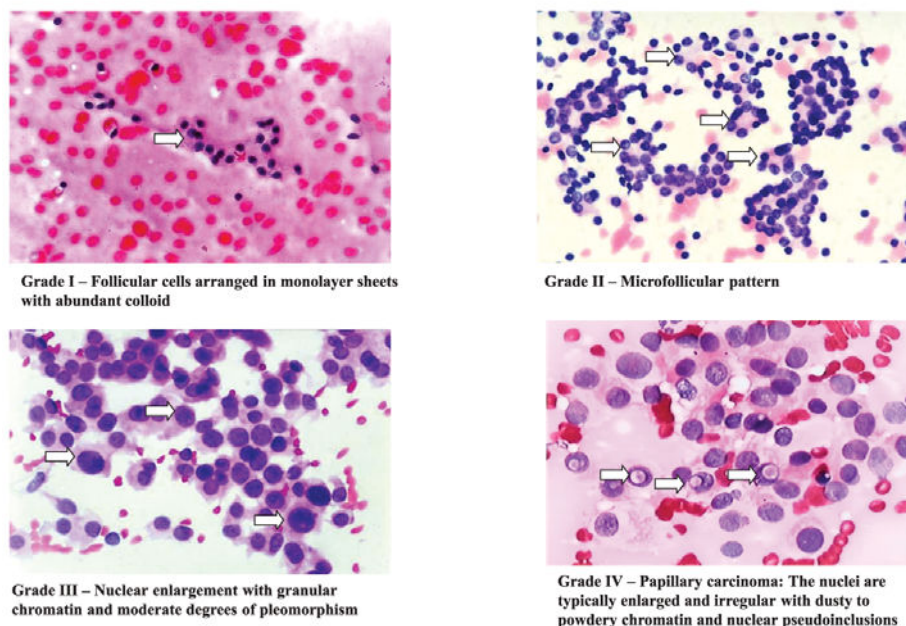 Grade I – Follicular cells arranged in monolayer sheets
with abundant colloid
Grade II – Microfollicular pattern
Grade III – Nuclear enlargement with granular
chromatin and moderate degrees of pleomorphism
Grade IV – Papillary carcinoma: The nuclei are
typically enlarged and irregular with dusty to
powdery chromatin and nuclear pseudoinclusions